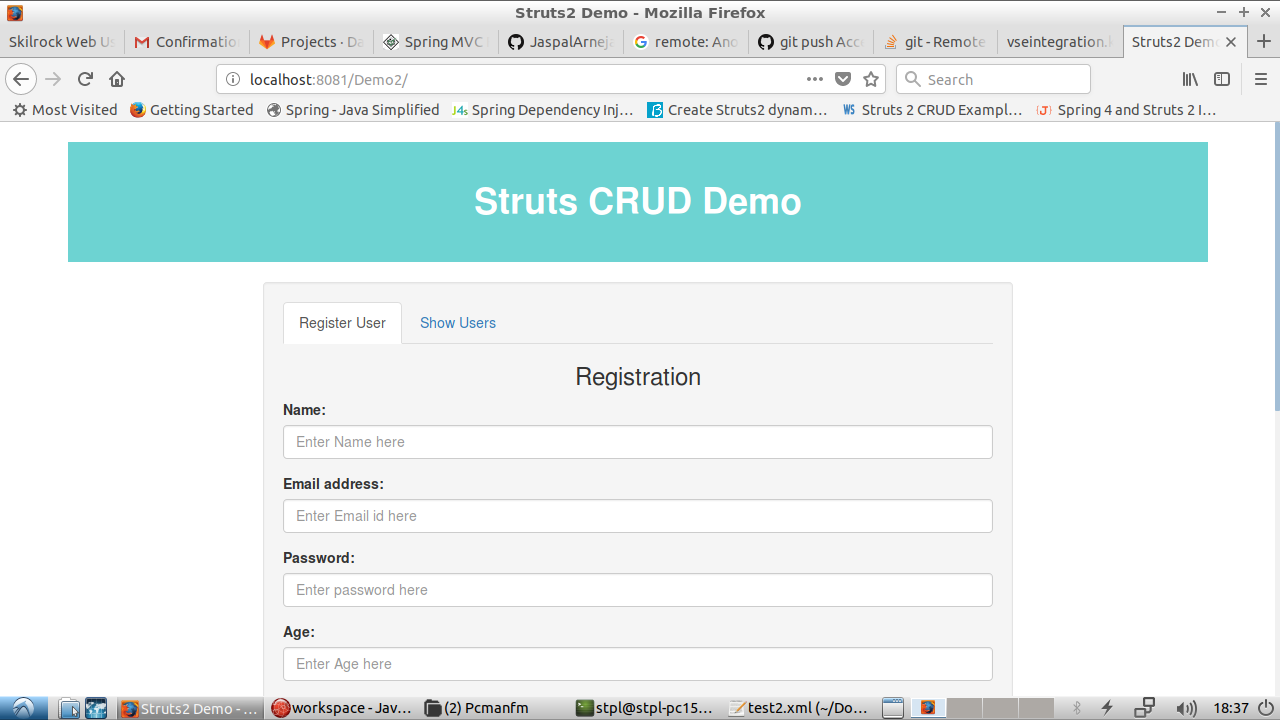 Struts2 Demo - Mozilla Firefox
Skilrock Web Us
Confirmatio
Projects · Da
Spring MVC
JaspalArneja
remote: Ano
git push Acce
git - Remote
vseintegration.k
Struts2 Demo
localhost:8081/Demo2/
Search
Most Visited
Getting Started
Spring - Java Simplified
Spring Dependency Inj...
Create Struts2 dynam...
Struts 2 CRUD Exampl...
Spring 4 and Struts 2 I...
Struts CRUD Demo
Register User
Show Users
Registration
Name:
Enter Name here
Email address:
Enter Email id here
Password:
Enter password here
Age:
Enter Age here
Struts2 Demo - ...
workspace - Jav...
(2) Pcmanfm
stpl@stpl-pc15...
test2.xml (~/Do...
18:37